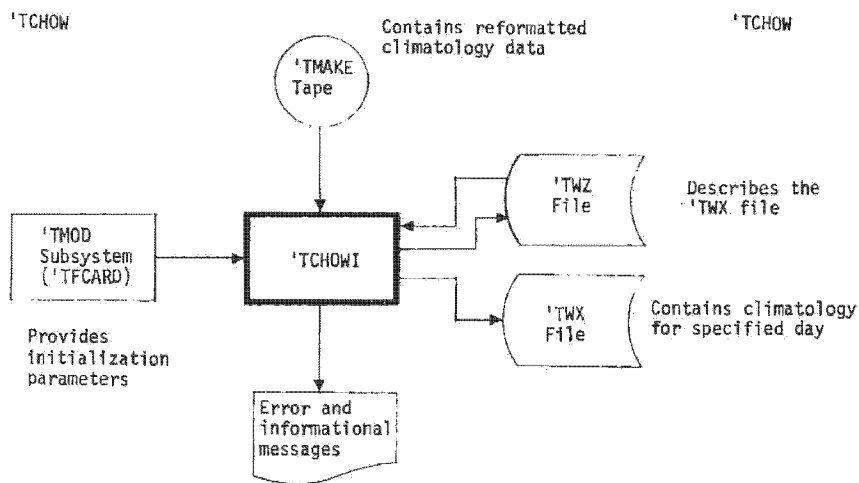 'TCHOW
'TCHOW
Contains reformatted
climatology data
'TMAKE
Tape
'TWZ
File
Describes the
'TWX file
'TMOD
Subsystem
('TFCARD)
'TCHOWI
Provides
initialization
parameters
'TWX
File
Contains climatology
for specified day
Error and
informational
messages